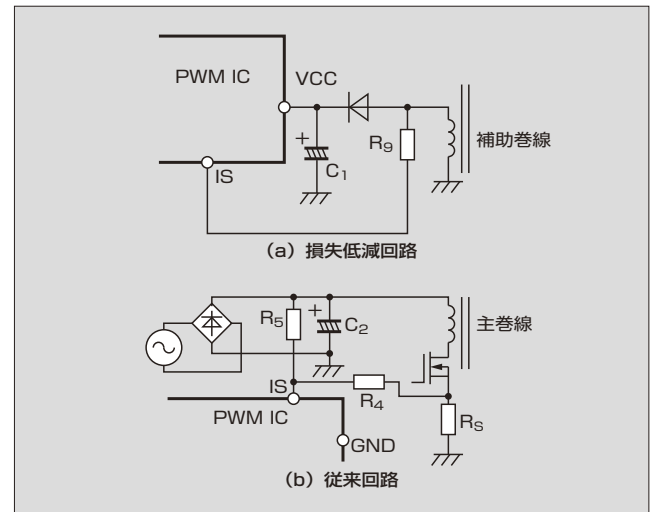 PWM IC
VCC
+
C1
R9
補助巻線
IS
(a) 損失低減回路
R5
+
C2
主巻線
IS
R4
PWM IC
RS
GND
(b) 従来回路